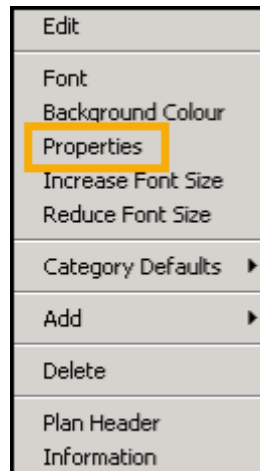 Edit
Font
Background Colour
Properties
Increase Font Size
Reduce Font Size
Category Defaults
Add
Delete
Plan Header
Information